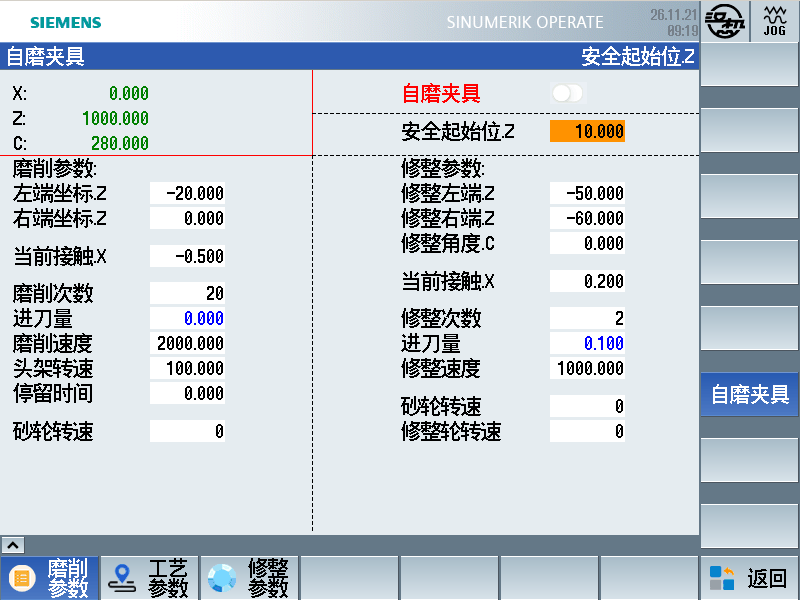 SIEMENS
SINUMERIK OPERATE
26.11.21
09:19
JOG
自磨夹具
安全起始位.Z
X: 0.000
自磨夹具
Z: 1000.000
安全起始位.Z 10.000
C: 280.000
磨削参数:
修整参数:
左端坐标.Z -20.000
修整左端.Z -50.000
右端坐标.Z 0.000
修整右端.Z -60.000
修整角度.C 0.000
当前接触.X -0.500
当前接触.X 0.200
磨削次数 20
进刀量 0.000
修整次数 2
磨削速度 2000.000
进刀量 0.100
头架转速 100.000
修整速度 1000.000
停留时间 0.000
砂轮转速 0
砂轮转速 0
修整轮转速 0
自磨夹具
磨削
参数
工艺
参数
修整
参数
返回